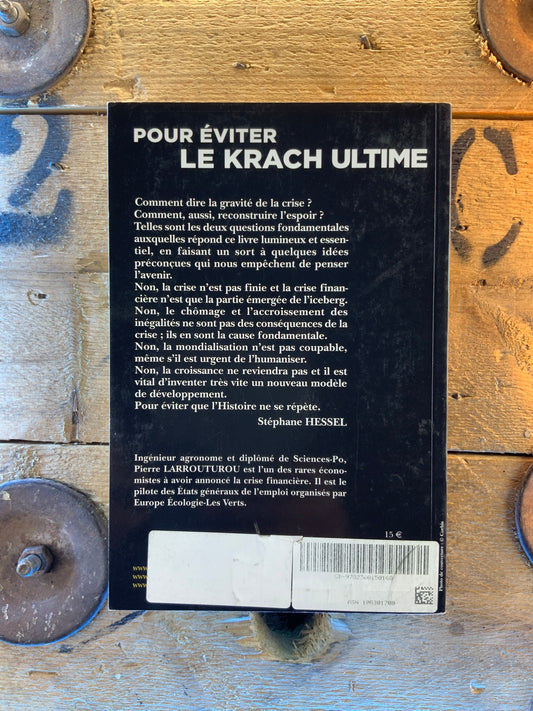 POUR ÉVITER
LE KRACH ULTIME
Comment dire la gravité de la crise ?
Comment, aussi, reconstruire l'espoir ?
Telles sont les deux questions fondamentales
auxquelles répond ce livre lumineux et essen-
tiel, en faisant un sort à quelques idées
préconçues qui nous empêchent de penser
l'avenir.
Non, la crise n'est pas finie et la crise finan-
cière n'est que la partie émergée de l'iceberg.
Non, le chômage et l'accroissement des
inégalités ne sont pas des conséquences de la
crise ; ils en sont la cause fondamentale.
Non, la mondialisation n'est pas coupable,
même s'il est urgent de l'humaniser.
Non, la croissance ne reviendra pas et il est
vital d'inventer très vite un nouveau modèle
de développement.
Pour éviter que l'Histoire ne se répète.
Stéphane HESSEL
Ingénieur agronome et diplômé de Sciences-Po,
Pierre LARROUTUROU est l'un des rares écono-
mistes à avoir annoncé la crise financière. Il est le
pilote des États généraux de l'emploi organisés par
Europe Écologie-Les Verts.
15 €
Photo de couverture : © Corbis
www.
www.
www.